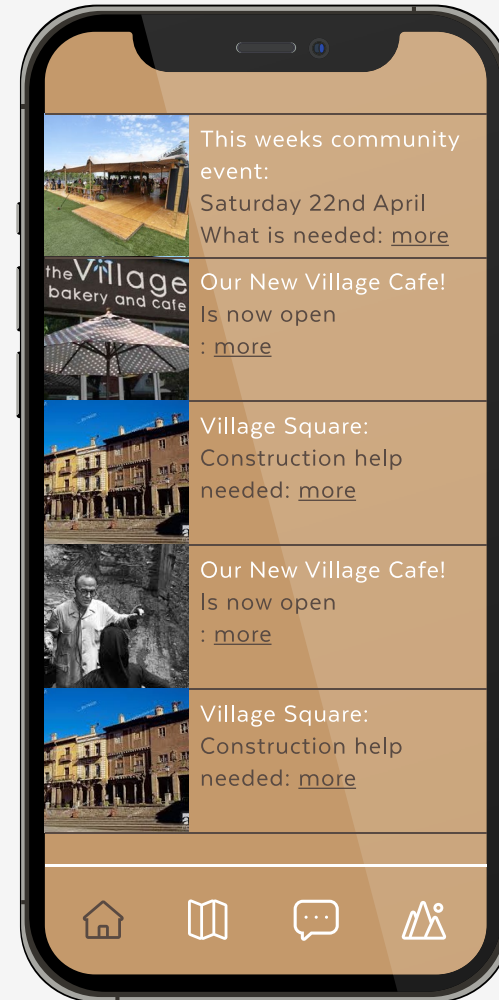 This weeks community
event:
Saturday 22nd April
What is needed: more
the Village
bakery and cafe
Our New Village Cafe!
Is now open
: more
Village Square:
Construction help
needed: more
Our New Village Cafe!
Is now open
: more
Village Square:
Construction help
needed: more